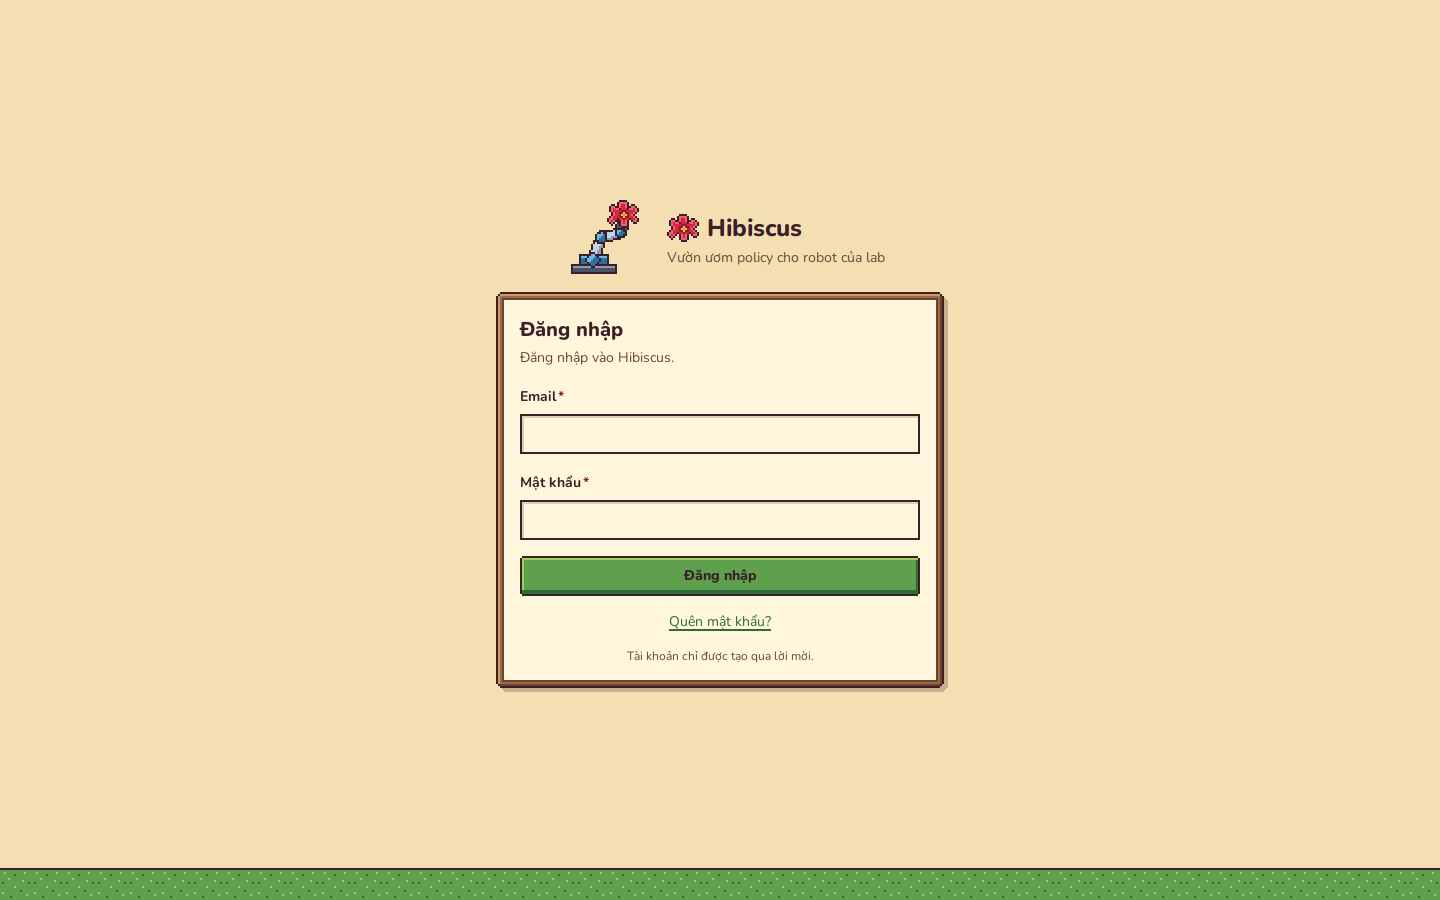 Hibiscus
Vườn ươm policy cho robot của lab
Đăng nhập
Đăng nhập vào Hibiscus.
Email*
Mật khẩu*
Đăng nhập
Quên mật khẩu?
Tài khoản chỉ được tạo qua lời mời.